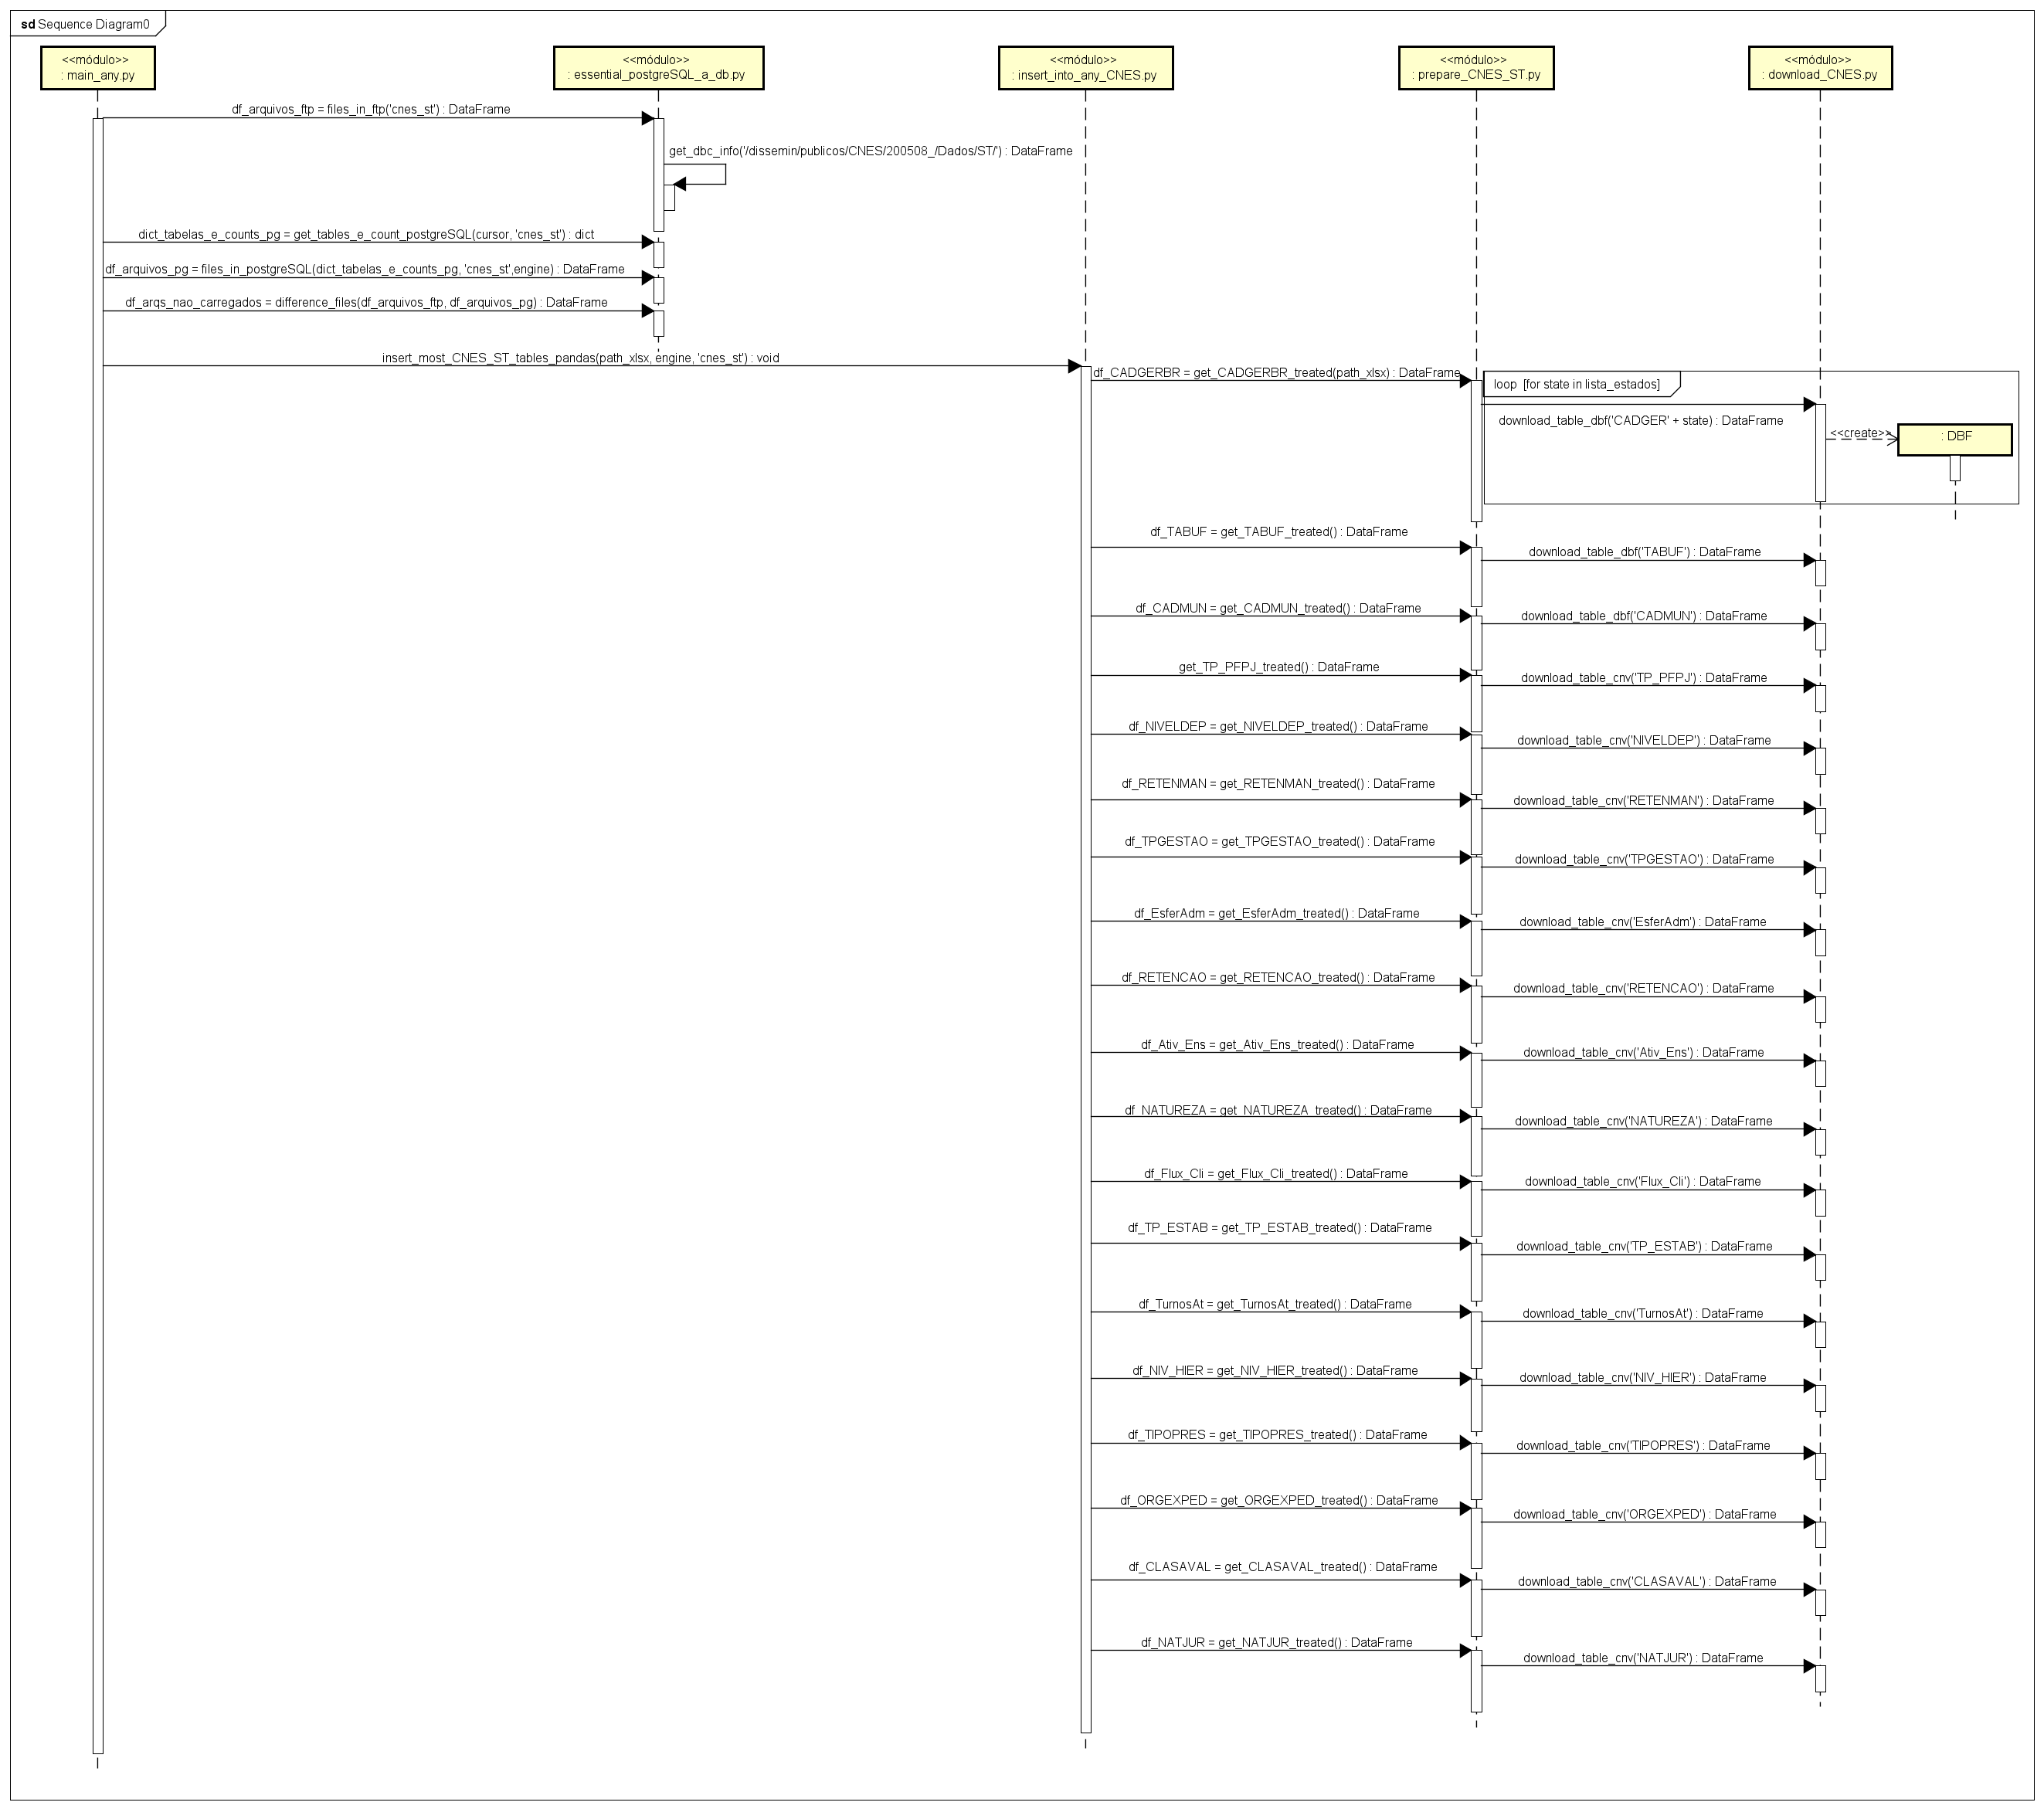 sd Sequence Diagram0
<<módulo>>
: main_any.py
<<módulo>>
: essential_postgreSQL_a_db.py
<<módulo>>
: insert_into_any_CNES.py
<<módulo>>
: prepare_CNES_ST.py
<<módulo>>
: download_CNES.py
df_arquivos_ftp = files_in_ftp('cnes_st') : DataFrame
get_dbc_info('/dissemin/publicos/CNES/200508_/Dados/ST/') : DataFrame
dict_tabelas_e_counts_pg = get_tables_e_count_postgreSQL(cursor, 'cnes_st') : dict
df_arquivos_pg = files_in_postgreSQL(dict_tabelas_e_counts_pg, 'cnes_st',engine) : DataFrame
df_arqs_nao_carregados = difference_files(df_arquivos_ftp, df_arquivos_pg) : DataFrame
insert_most_CNES_ST_tables_pandas(path_xlsx, engine, 'cnes_st') : void
df_CADGERBR = get_CADGERBR_treated(path_xlsx) : DataFrame
loop [for state in lista_estados]
download_table_dbf('CADGER' + state) : DataFrame
<<create>>
: DBF
df_TABUF = get_TABUF_treated() : DataFrame
download_table_dbf('TABUF') : DataFrame
df_CADMUN = get_CADMUN_treated() : DataFrame
download_table_dbf('CADMUN') : DataFrame
get_TP_PFPJ_treated() : DataFrame
download_table_cnv('TP_PFPJ') : DataFrame
df_NIVELDEP = get_NIVELDEP_treated() : DataFrame
download_table_cnv('NIVELDEP') : DataFrame
df_RETENMAN = get_RETENMAN_treated() : DataFrame
download_table_cnv('RETENMAN') : DataFrame
df_TPGESTAO = get_TPGESTAO_treated() : DataFrame
download_table_cnv('TPGESTAO') : DataFrame
df_EsferAdm = get_EsferAdm_treated() : DataFrame
download_table_cnv('EsferAdm') : DataFrame
df_RETENCAO = get_RETENCAO_treated() : DataFrame
download_table_cnv('RETENCAO') : DataFrame
df_Ativ_Ens = get_Ativ_Ens_treated() : DataFrame
download_table_cnv('Ativ_Ens') : DataFrame
df_NATUREZA = get_NATUREZA_treated() : DataFrame
download_table_cnv('NATUREZA') : DataFrame
df_Flux_Cli = get_Flux_Cli_treated() : DataFrame
download_table_cnv('Flux_Cli') : DataFrame
df_TP_ESTAB = get_TP_ESTAB_treated() : DataFrame
download_table_cnv('TP_ESTAB') : DataFrame
df_TurnosAt = get_TurnosAt_treated() : DataFrame
download_table_cnv('TurnosAt') : DataFrame
df_NIV_HIER = get_NIV_HIER_treated() : DataFrame
download_table_cnv('NIV_HIER') : DataFrame
df_TIPOPRES = get_TIPOPRES_treated() : DataFrame
download_table_cnv('TIPOPRES') : DataFrame
df_ORGEXPED = get_ORGEXPED_treated() : DataFrame
download_table_cnv('ORGEXPED') : DataFrame
df_CLASAVAL = get_CLASAVAL_treated() : DataFrame
download_table_cnv('CLASAVAL') : DataFrame
df_NATJUR = get_NATJUR_treated() : DataFrame
download_table_cnv('NATJUR') : DataFrame